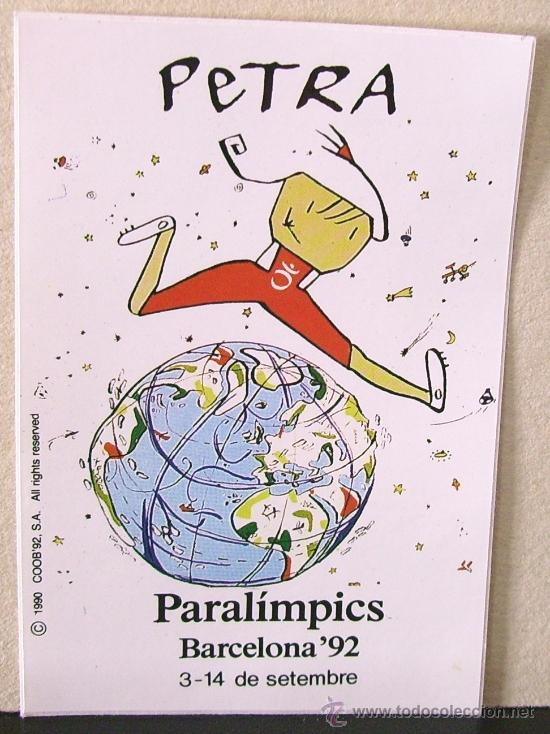 PeTRA
© 1990 COOB'92, S.A. All rights reserved
Paralímpics
Barcelona '92
3-14 de setembre
www.todocoleccion.net